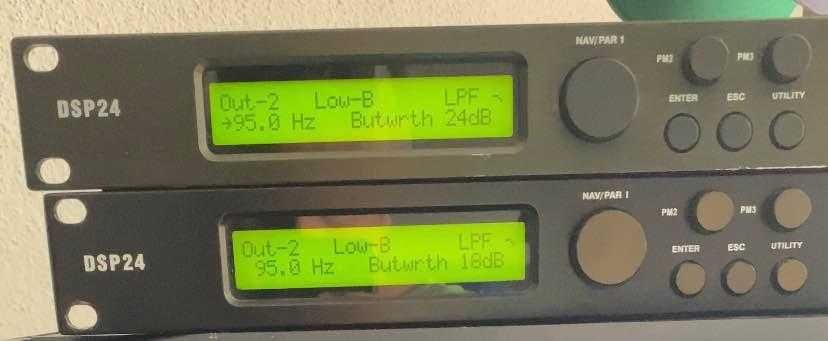 NAV/PAR 1
PM2 PM3
DSP24
Out-2 Low-B LPF
→95.0 Hz Butwrth 24dB
ENTER ESC UTILITY
NAV/PAR 1
PM2 PM3
DSP24
Out-2 Low-B LPF
95.0 Hz Butwrth 18dB
ENTER ESC UTILITY